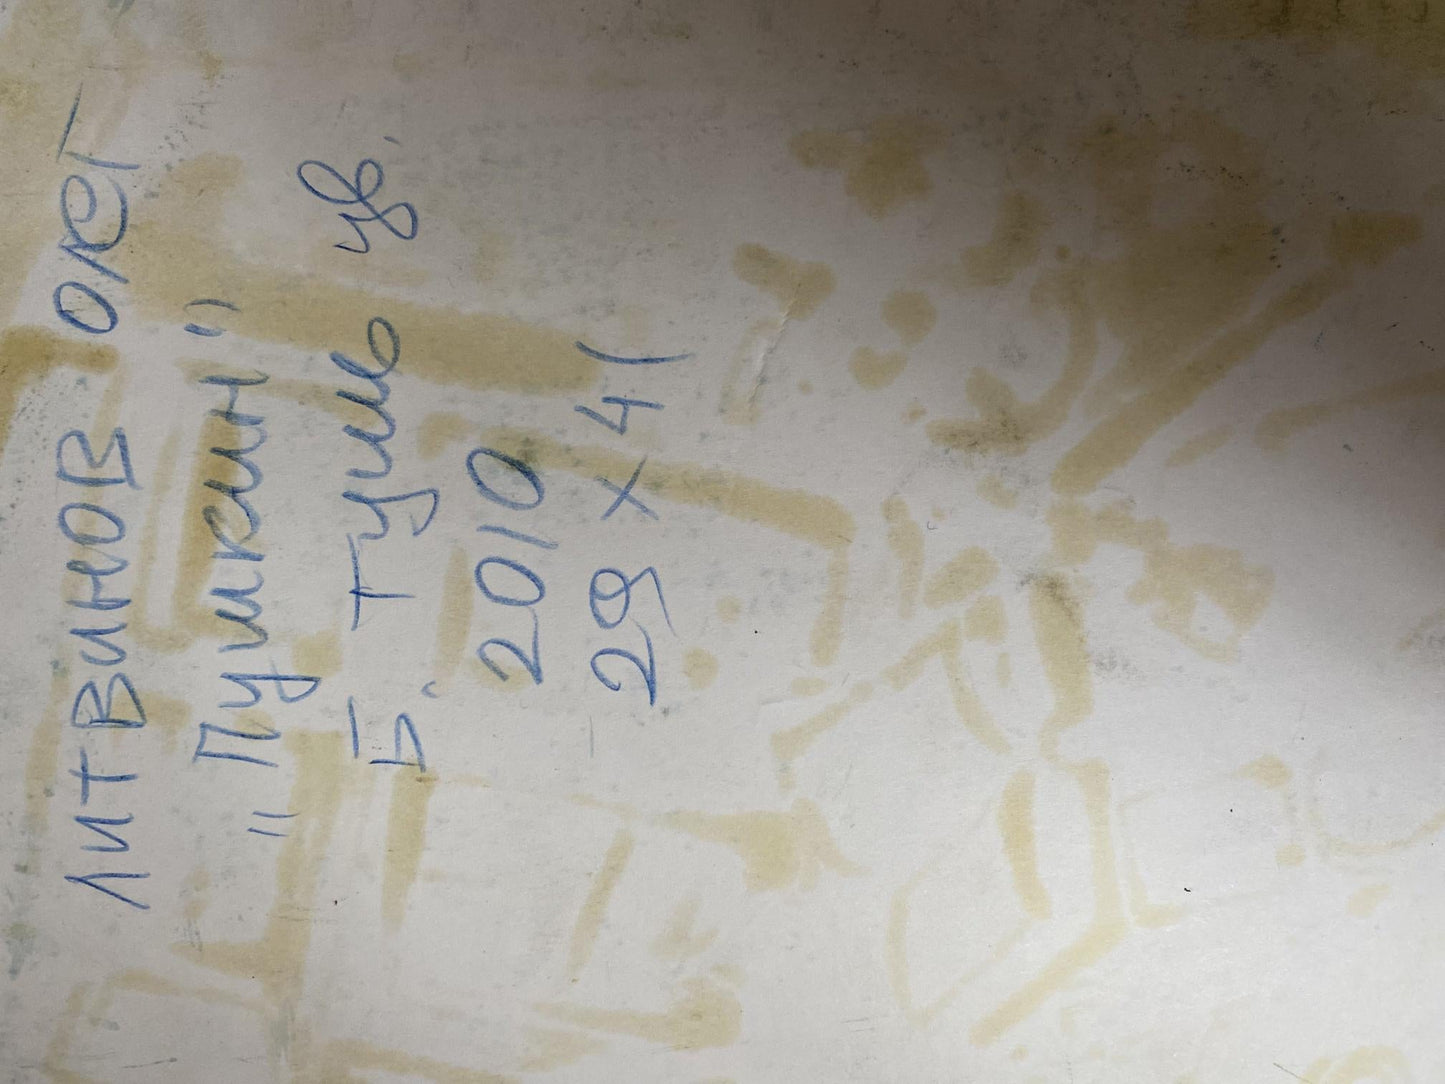 ЛИТВИНОВ ОЛЕГ
"Пушкин"
Б. тушь цв.
2010
29 x 41